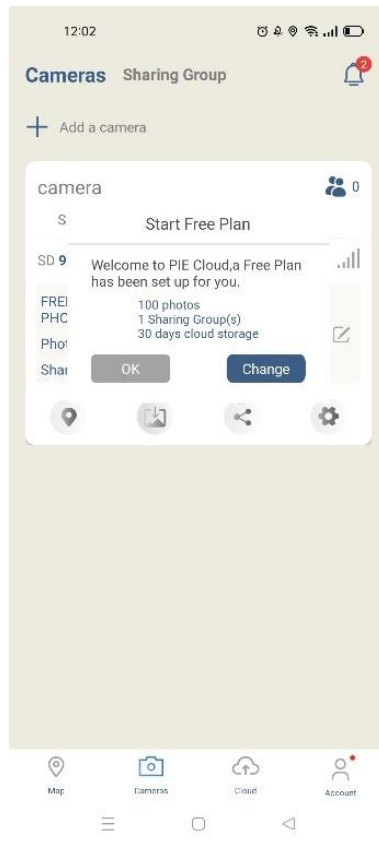 12:02
Cameras Sharing Group
2
Add a camera
camera
0
S
Start Free Plan
SD 9
Welcome to PIE Cloud,a Free Plan
has been set up for you.
FREI
PHC
100 photos
1 Sharing Group(s)
30 days cloud storage
Phot
Shar
OK Change
Map Cameras Cloud Account